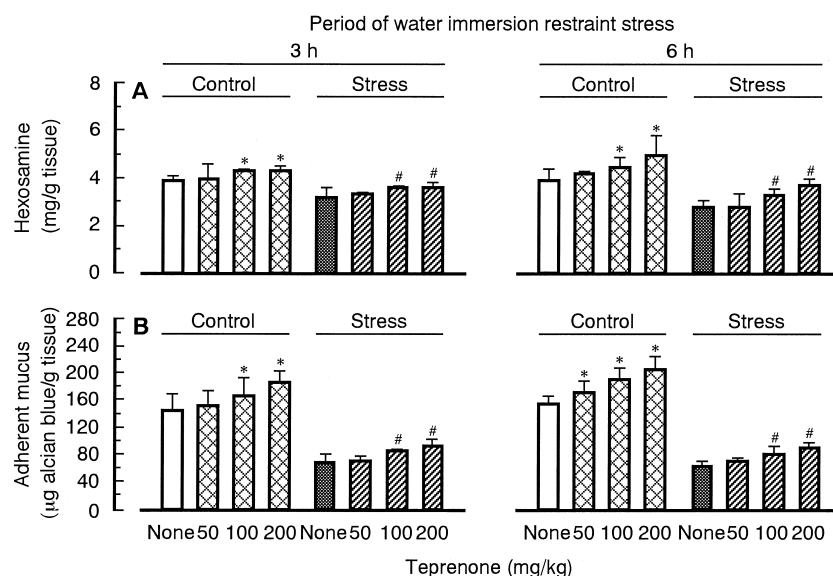 Period of water immersion restraint stress
3 h 6 h
A Control Stress Control Stress
Hexosamine
(mg/g tissue)
8
6
4
2
0
* * # # * * # #
B Control Stress Control Stress
Adherent mucus
(μg alcian blue/g tissue)
280
240
200
160
120
80
40
0
* * # # * * * # #
None 50 100 200 None 50 100 200 None 50 100 200 None 50 100 200
Teprenone (mg/kg)